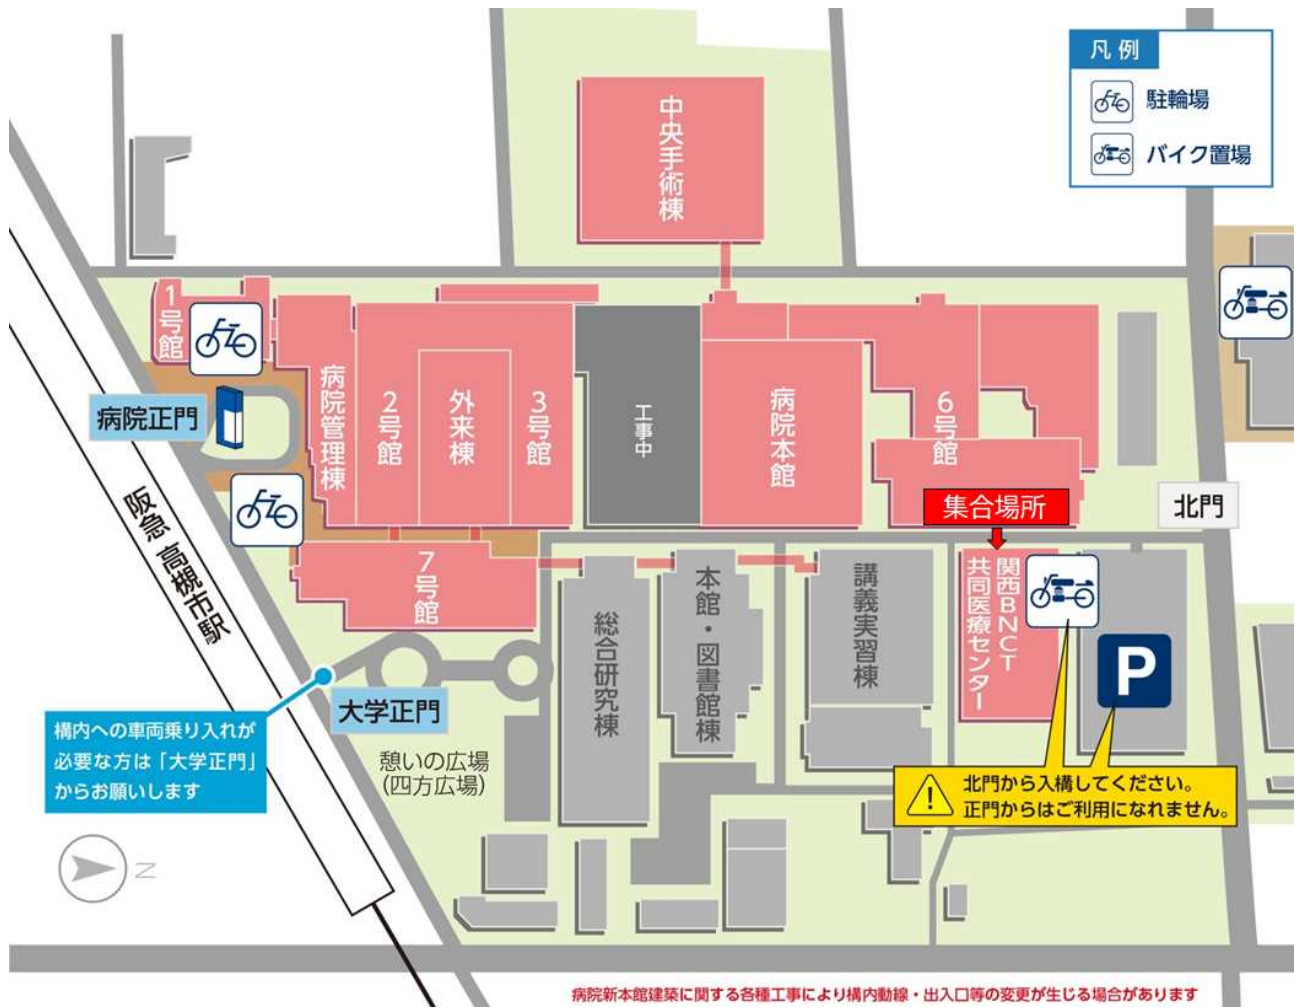 凡例
駐輪場
バイク置場
中央手術棟
1号館
病院正門
病院管理棟
2号館
外来棟
3号館
工事中
病院本館
6号館
北門
集合場所
阪急 高槻市駅
7号館
総合研究棟
本館・図書館棟
講義実習棟
関西BNCT
共同医療センター
P
大学正門
構内への車両乗り入れが
必要な方は「大学正門」
からお願いします
憩いの広場
(四方広場)
北門から入構してください。
正門からはご利用になれません。
N
病院新本館建築に関する各種工事により構内動線・出入口等の変更が生じる場合があります